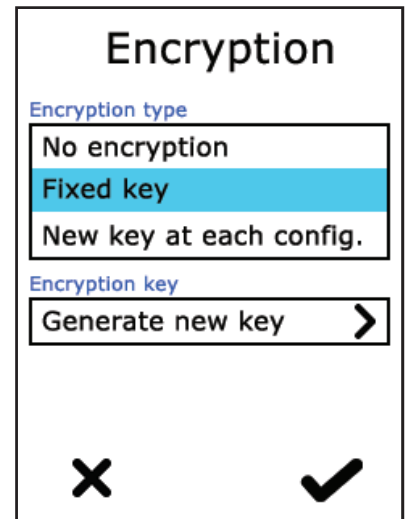 Encryption
Encryption type
No encryption
Fixed key
New key at each config.
Encryption key
Generate new key